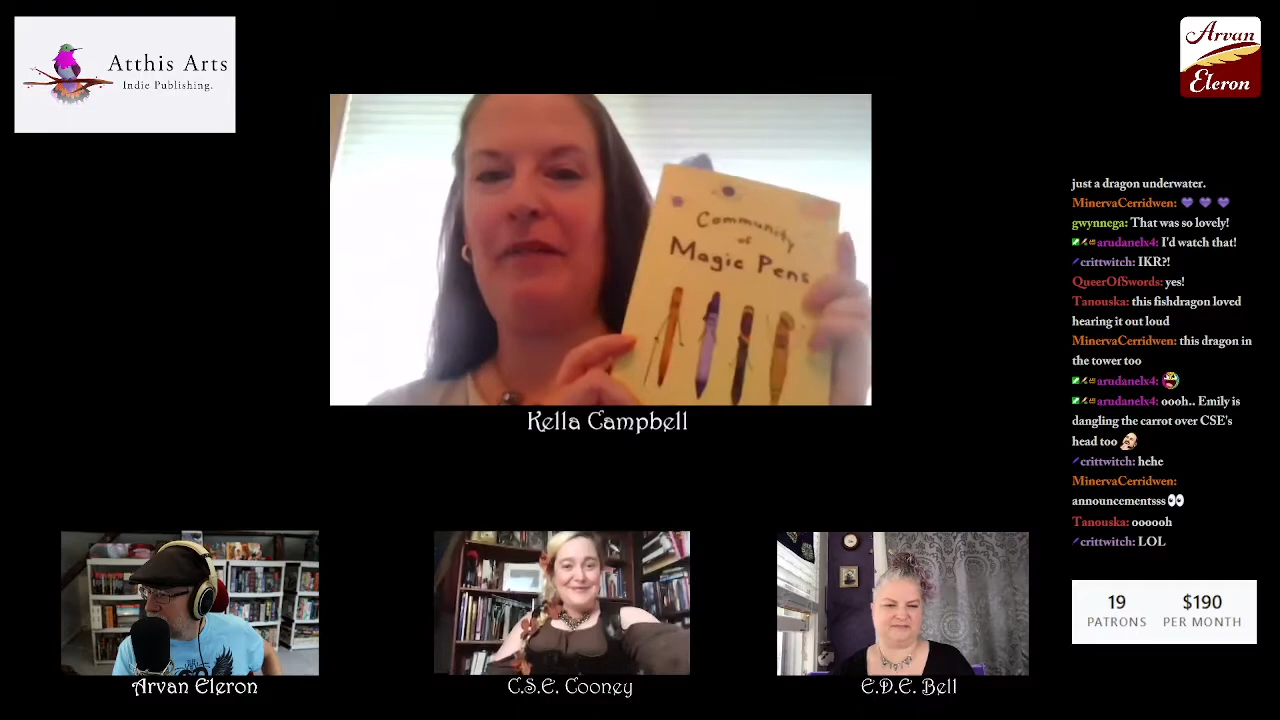 Atthis Arts
Indie Publishing.
Arvan
Eleron
Community
of
Magic Pens
Kella Campbell
just a dragon underwater.
MinervaCerridwen: 💜 💜 💜
gwynnega: That was so lovely!
arudanelx4: I'd watch that!
crittwitch: IKR?!
QueerOfSwords: yes!
Tanouska: this fishdragon loved
hearing it out loud
MinervaCerridwen: this dragon in
the tower too
arudanelx4:
arudanelx4: oooh.. Emily is
dangling the carrot over CSE's
head too
crittwitch: hehe
MinervaCerridwen:
announcementsss👀
Tanouska: oooooh
crittwitch: LOL
19
PATRONS
$190
PER MONTH
Arvan Eleron
C.S.E. Cooney
E.D.E. Bell